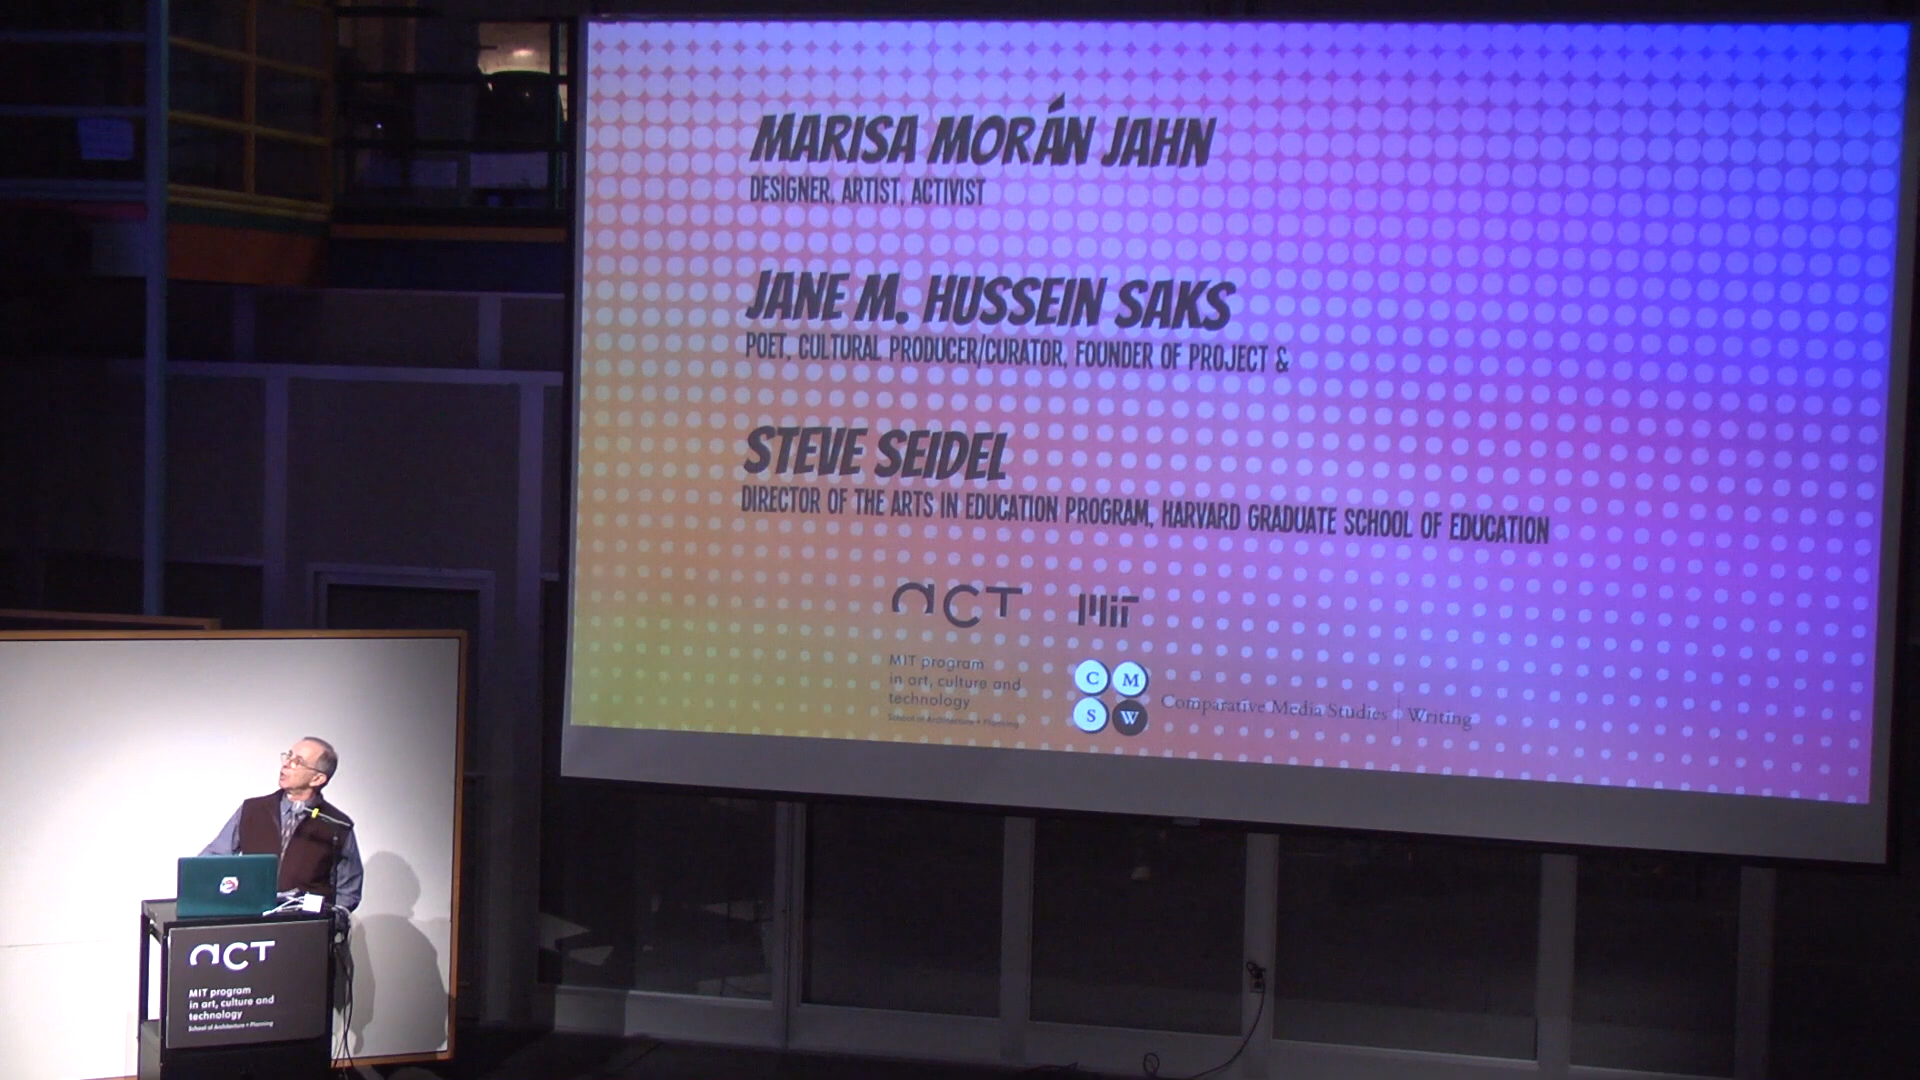 MARISA MORÁN JAHN
DESIGNER, ARTIST, ACTIVIST
JANE M. HUSSEIN SAKS
POET, CULTURAL PRODUCER/CURATOR, FOUNDER OF PROJECT &
STEVE SEIDEL
DIRECTOR OF THE ARTS IN EDUCATION PROGRAM, HARVARD GRADUATE SCHOOL OF EDUCATION
act
MIT
MIT program
in art, culture and
technology
School of Architecture + Planning
C M
S W
Comparative Media Studies | Writing
act
MIT program
in art, culture and
technology
School of Architecture + Planning